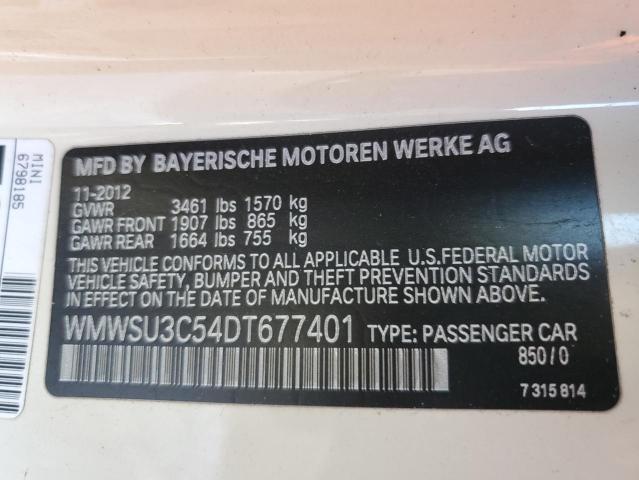 MINI
6798185
MFD BY BAYERISCHE MOTOREN WERKE AG
11-2012
GVWR 3461 lbs 1570 kg
GAWR FRONT 1907 lbs 865 kg
GAWR REAR 1664 lbs 755 kg
THIS VEHICLE CONFORMS TO ALL APPLICABLE U.S.FEDERAL MOTOR
VEHICLE SAFETY, BUMPER AND THEFT PREVENTION STANDARDS
IN EFFECT ON THE DATE OF MANUFACTURE SHOWN ABOVE.
WMWSU3C54DT677401 TYPE: PASSENGER CAR
850/0
7 315 814